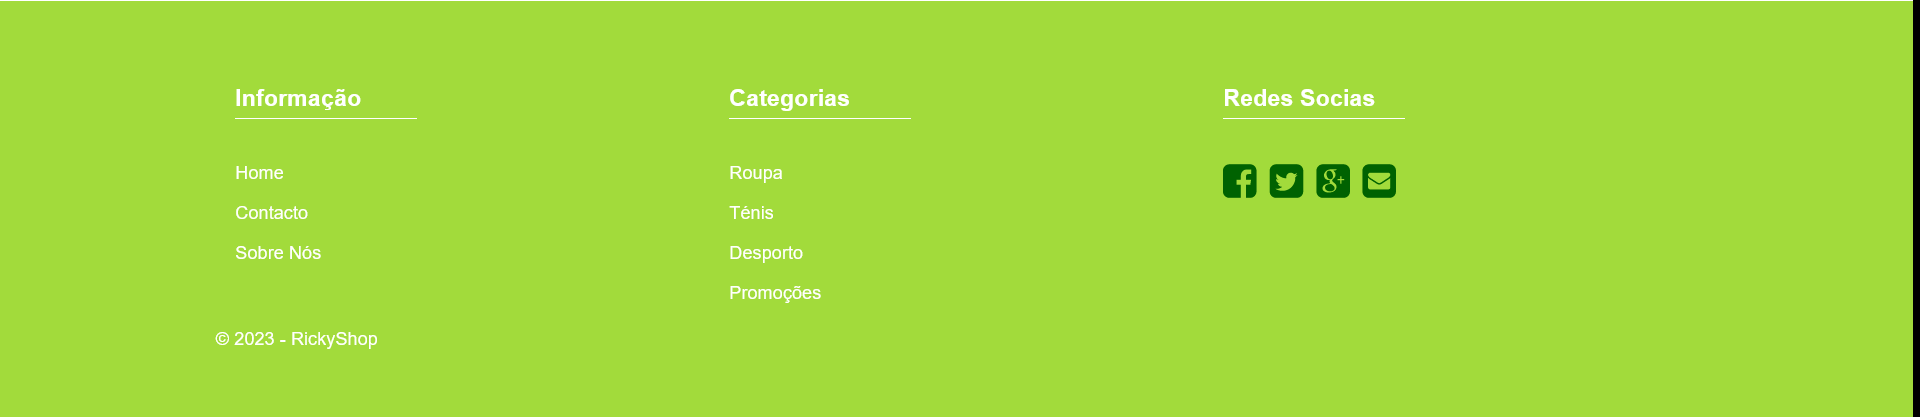 Informação
Home
Contacto
Sobre Nós
Categorias
Roupa
Ténis
Desporto
Promoções
Redes Socias
© 2023 - RickyShop